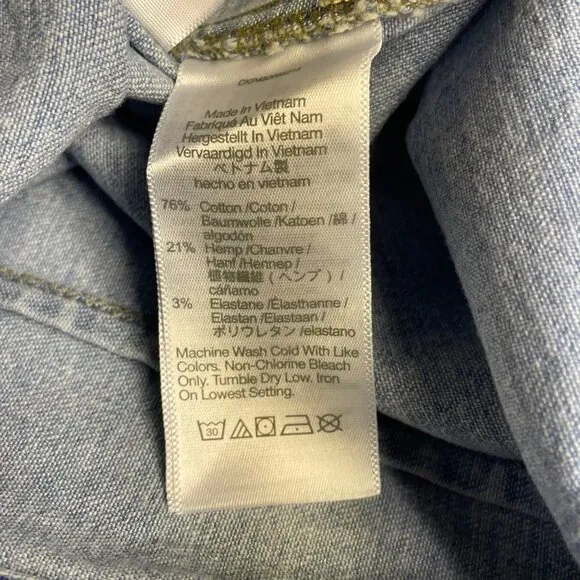 Made In Vietnam
Fabriqué Au Viêt Nam
Hergestellt In Vietnam
Vervaardigd In Vietnam
ベトナム製
hecho en vietnam
76% Cotton /Coton /
Baumwolle /Katoen /綿 /
algodón
21% Hemp /Chanvre /
Hanf /Hennep /
植物繊維 (ヘンプ) /
cáñamo
3% Elastane /Élasthanne /
Elastan /Elastaan /
ポリウレタン /elastano
Machine Wash Cold With Like
Colors. Non-Chlorine Bleach
Only. Tumble Dry Low. Iron
On Lowest Setting.
30